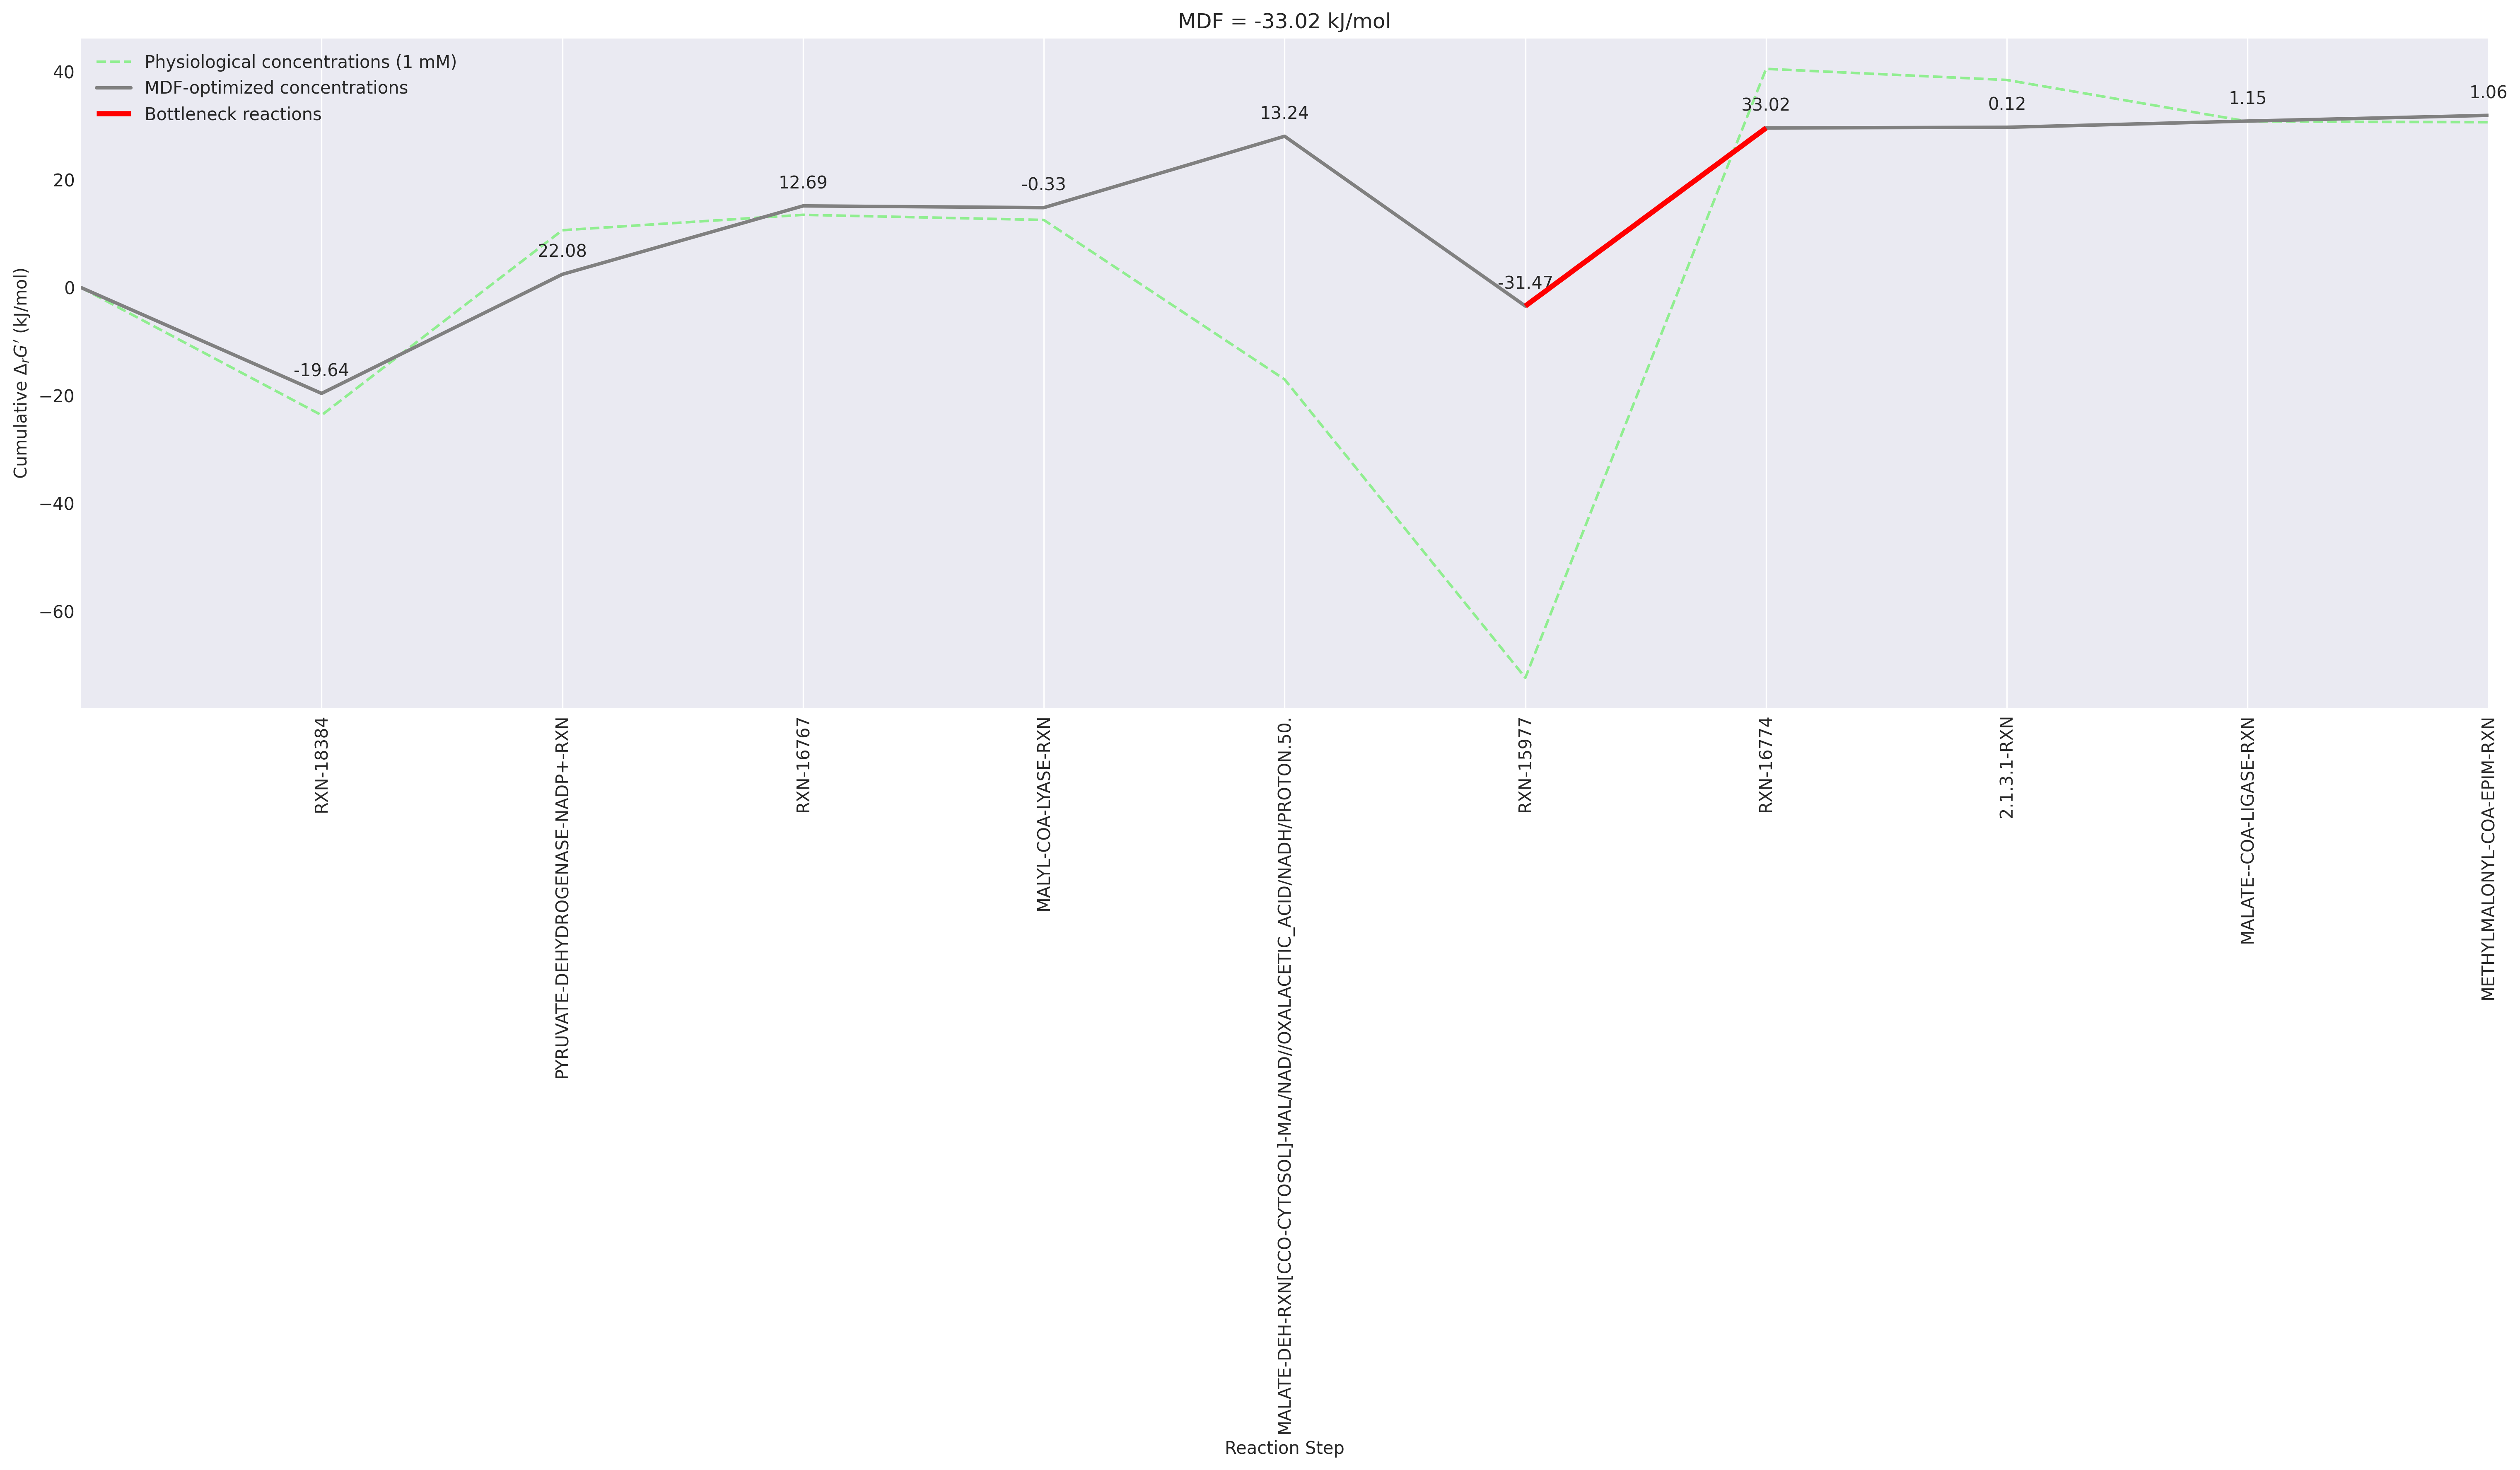 MDF = -33.02 kJ/mol
Physiological concentrations (1 mM)
MDF-optimized concentrations
Bottleneck reactions
40
20
0
−20
−40
−60
Cumulative ΔrG′ (kJ/mol)
-19.64
22.08
12.69
-0.33
13.24
-31.47
33.02
0.12
1.15
1.06
RXN-18384
PYRUVATE-DEHYDROGENASE-NADP+-RXN
RXN-16767
MALYL-COA-LYASE-RXN
MALATE-DEH-RXN[CCO-CYTOSOL]-MAL/NAD//OXALACETIC_ACID/NADH/PROTON.50.
RXN-15977
RXN-16774
2.1.3.1-RXN
MALATE--COA-LIGASE-RXN
METHYLMALONYL-COA-EPIM-RXN
Reaction Step